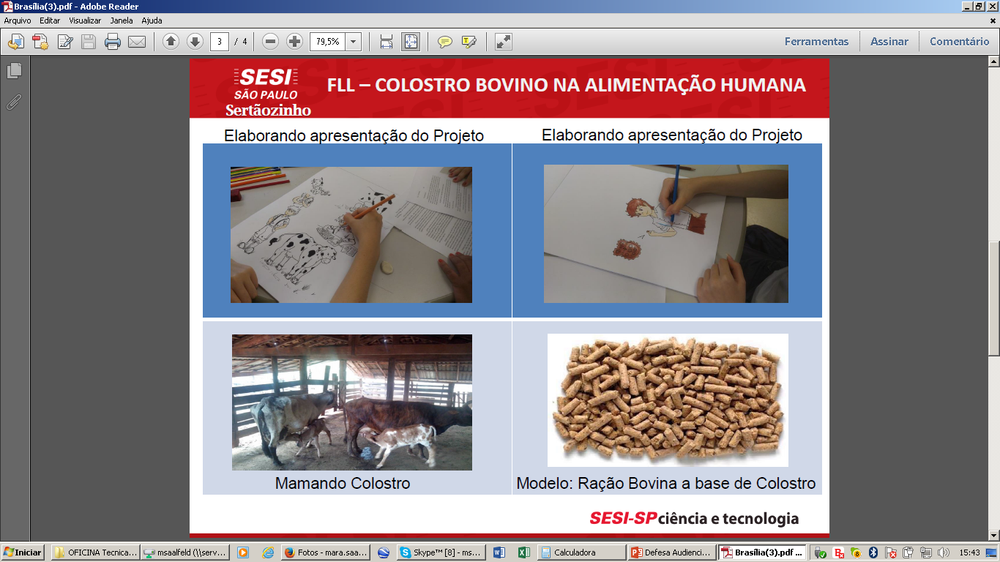 Brasília(3).pdf - Adobe Reader
Arquivo Editar Visualizar Janela Ajuda
3 / 4 79,5% Ferramentas Assinar Comentário
SESI
SÃO PAULO
Sertãozinho
FLL – COLOSTRO BOVINO NA ALIMENTAÇÃO HUMANA
Elaborando apresentação do Projeto
Elaborando apresentação do Projeto
Mamando Colostro
Modelo: Ração Bovina a base de Colostro
SESI-SP ciência e tecnologia
Iniciar OFICINA Tecnica... msaalfeld (\\serv... Fotos - mara.saa... Skype™ [8] - ms... Calculadora Defesa Audienci... Brasília(3).pdf ... 15:43